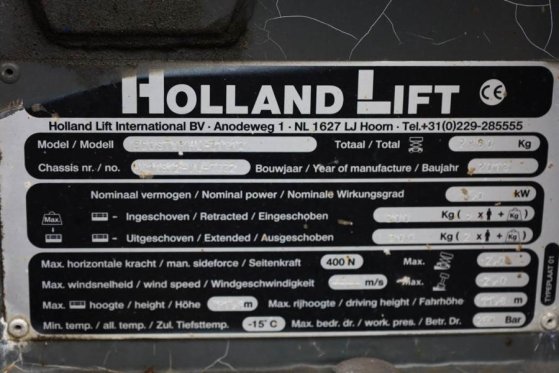 HOLLAND LIFT CE
Holland Lift International BV · Anodeweg 1 · NL 1627 LJ Hoorn · Tel.+31(0)229-285555
Model / Modell Totaal / Total Kg
Chassis nr. / no. Bouwjaar / Year of manufacture / Baujahr
Nominaal vermogen / Nominal power / Nominale Wirkungsgrad kW
Max. - Ingeschoven / Retracted / Eingeschoben Kg ( x + Kg )
- Uitgeschoven / Extended / Ausgeschoben Kg ( x + Kg )
Max. horizontale kracht / man. sideforce / Seitenkraft 400 N Max.
Max. windsnelheid / wind speed / Windgeschwindigkeit m/s Max.
Max. hoogte / height / Höhe m Max. rijhoogte / driving height / Fahrhöhe m
Min. temp. / all. temp. / Zul. Tiefsttemp. -15°C Max. bedr. dr. / work. pres. / Betr. Dr. Bar
TYPEPLAAT 01